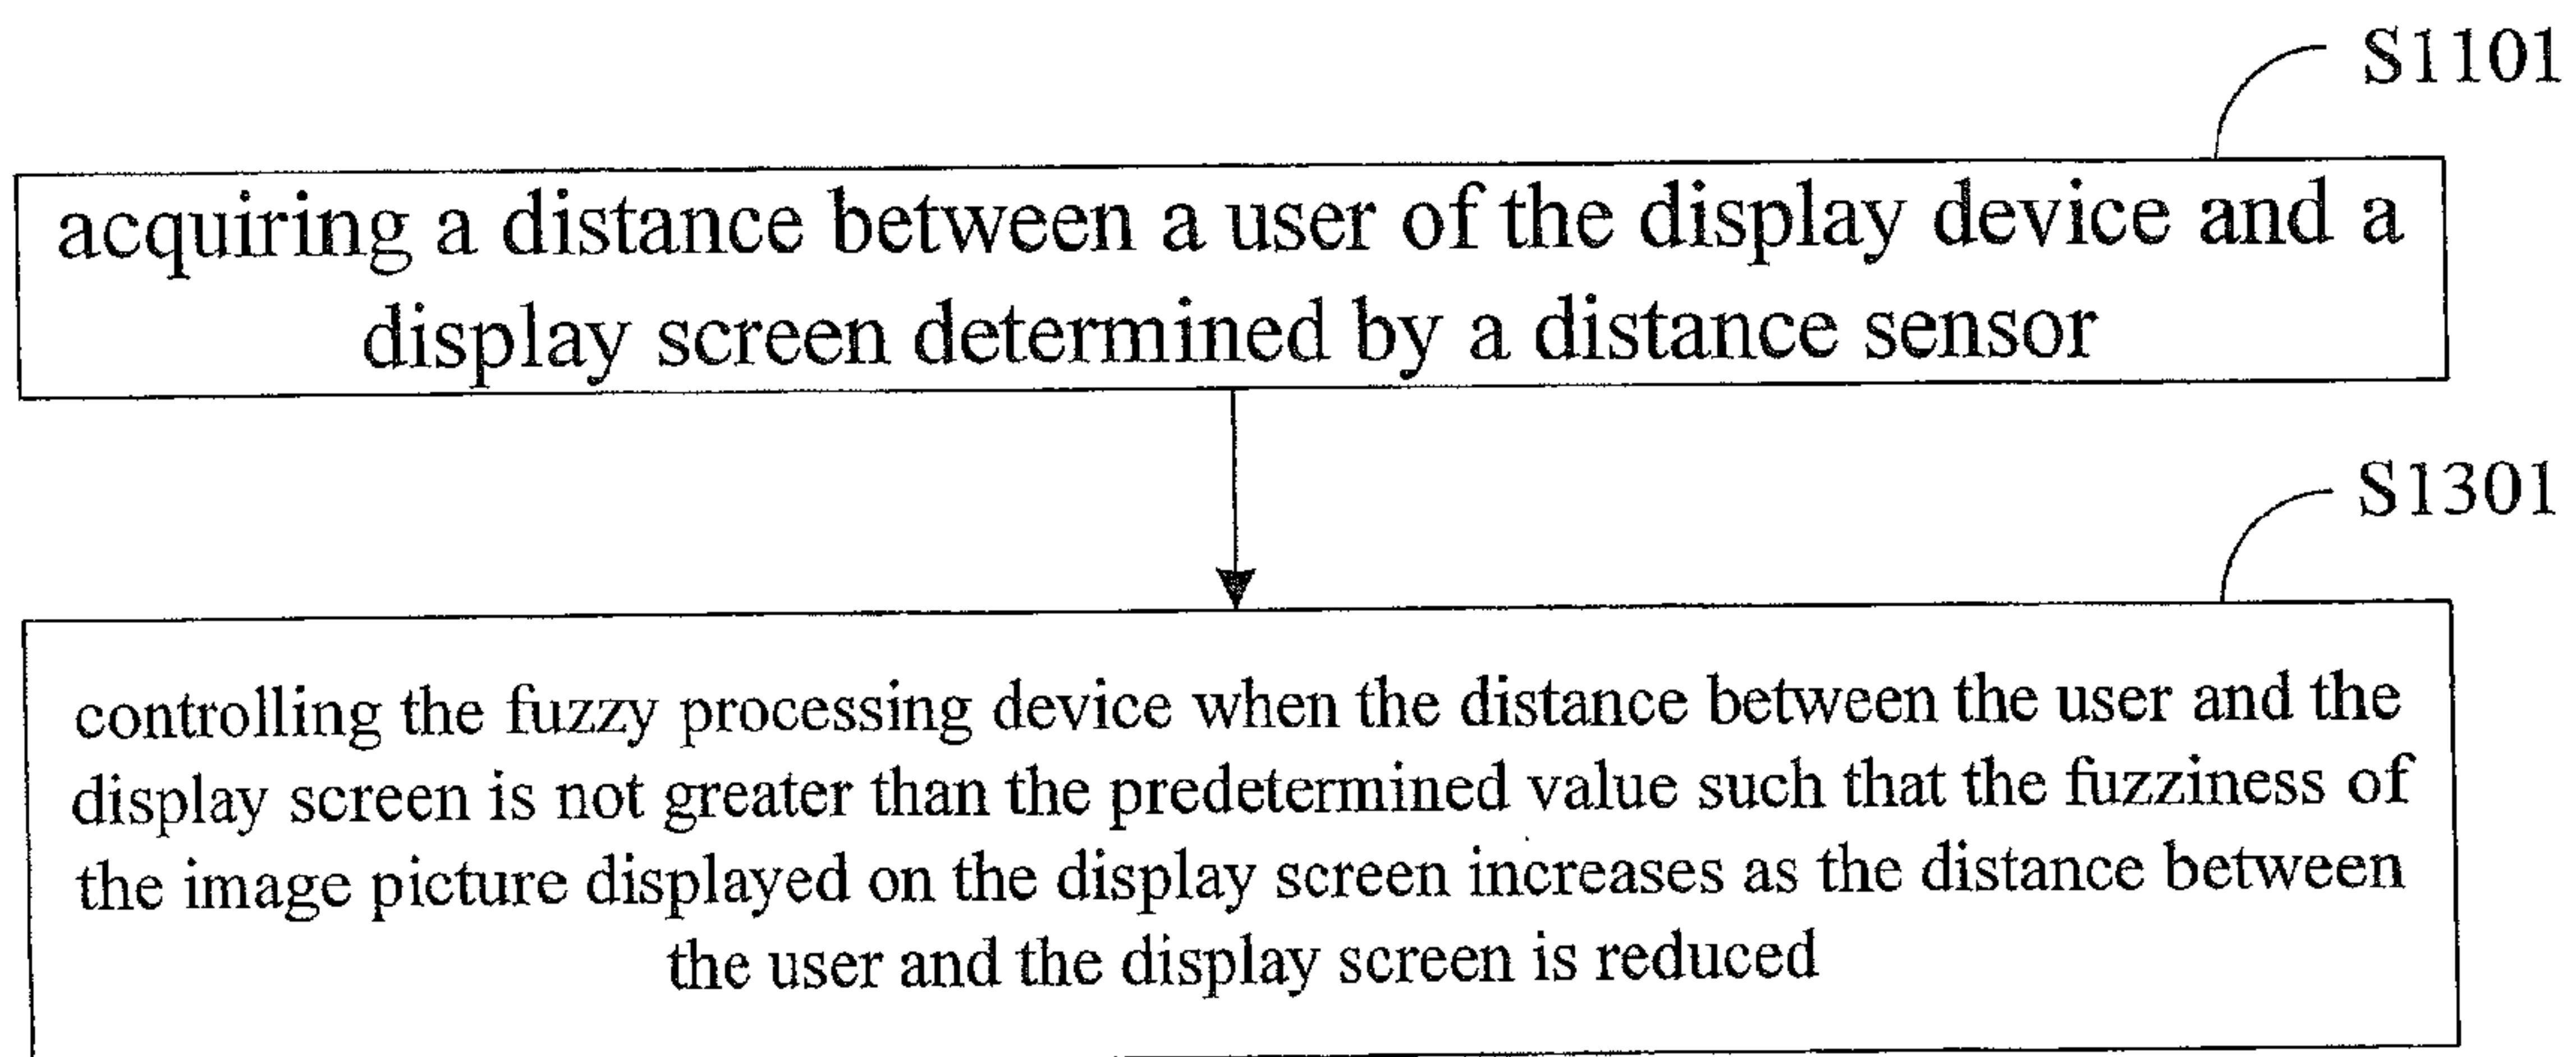 S1101
acquiring a distance between a user of the display device and a
display screen determined by a distance sensor
S1301
controlling the fuzzy processing device when the distance between the user and the
display screen is not greater than the predetermined value such that the fuzziness of
the image picture displayed on the display screen increases as the distance between
the user and the display screen is reduced